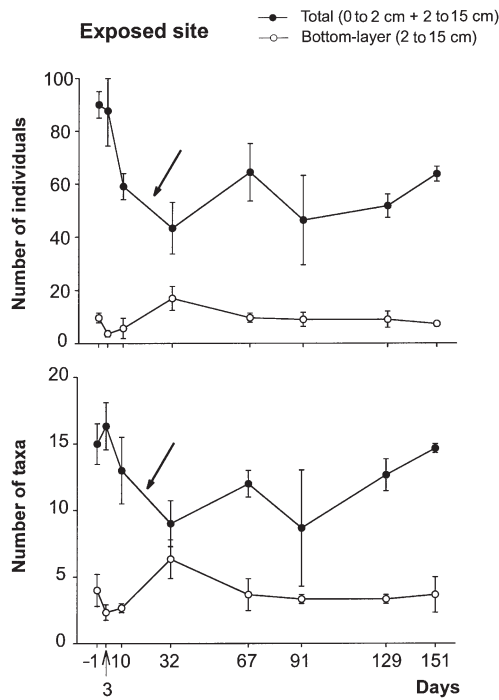 Exposed site
Total (0 to 2 cm + 2 to 15 cm)
Bottom-layer (2 to 15 cm)
Number of individuals
100
80
60
40
20
0
Number of taxa
20
15
10
5
0
–1 10 32 67 91 129 151
3
Days